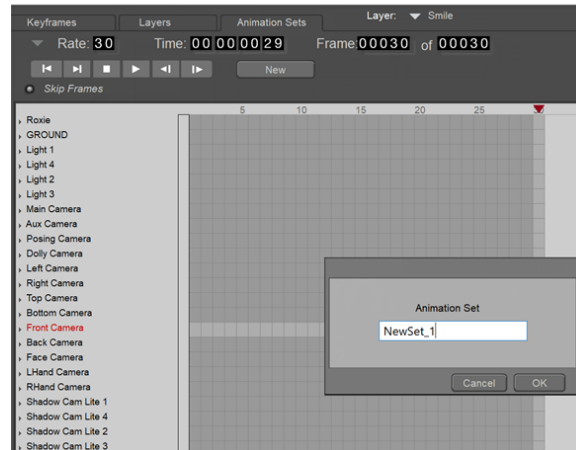 Keyframes Layers Animation Sets Layer: Smile
Rate: 30 Time: 00 00 00 29 Frame: 00030 of 00030
New
Skip Frames
5 10 15 20 25
Roxie
GROUND
Light 1
Light 4
Light 2
Light 3
Main Camera
Aux Camera
Posing Camera
Dolly Camera
Left Camera
Right Camera
Top Camera
Bottom Camera
Front Camera
Back Camera
Face Camera
LHand Camera
RHand Camera
Shadow Cam Lite 1
Shadow Cam Lite 4
Shadow Cam Lite 2
Shadow Cam Lite 3
Animation Set
NewSet_1
Cancel OK